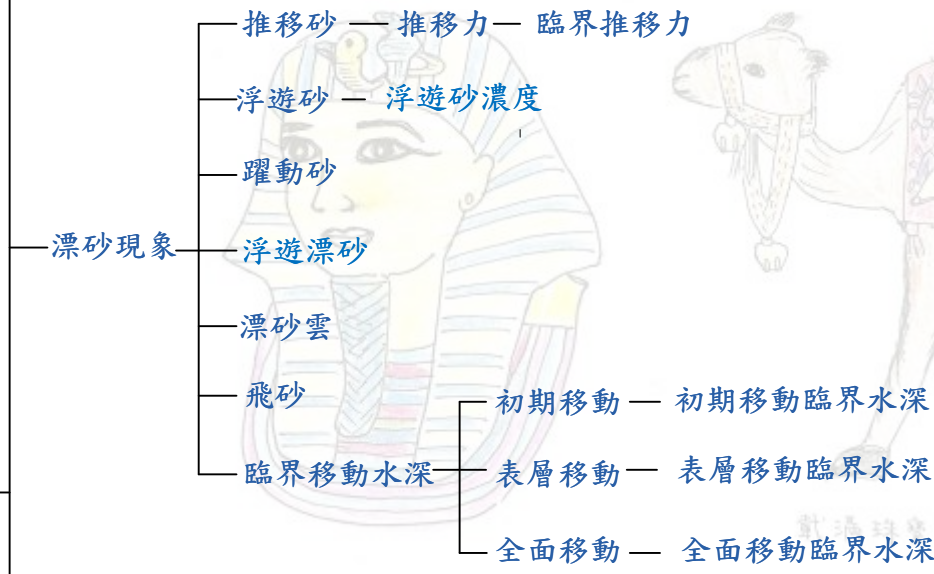 推移砂 — 推移力 — 臨界推移力
浮遊砂 — 浮遊砂濃度
躍動砂
漂砂現象
浮遊漂砂
漂砂雲
飛砂
初期移動 — 初期移動臨界水深
臨界移動水深
表層移動 — 表層移動臨界水深
全面移動 — 全面移動臨界水深